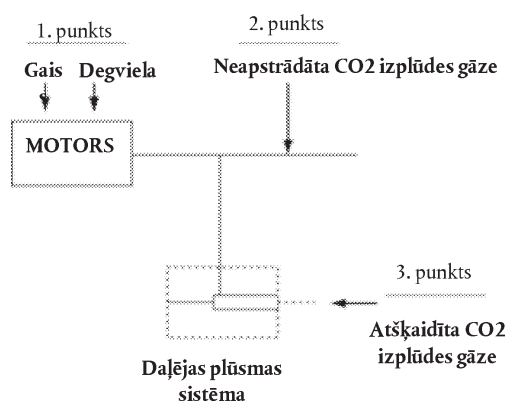 1. punkts
2. punkts
Gais Degviela
Neapstrādāta CO2 izplūdes gāze
MOTORS
3. punkts
Atšķaidīta CO2
izplūdes gāze
Daļējas plūsmas
sistēma